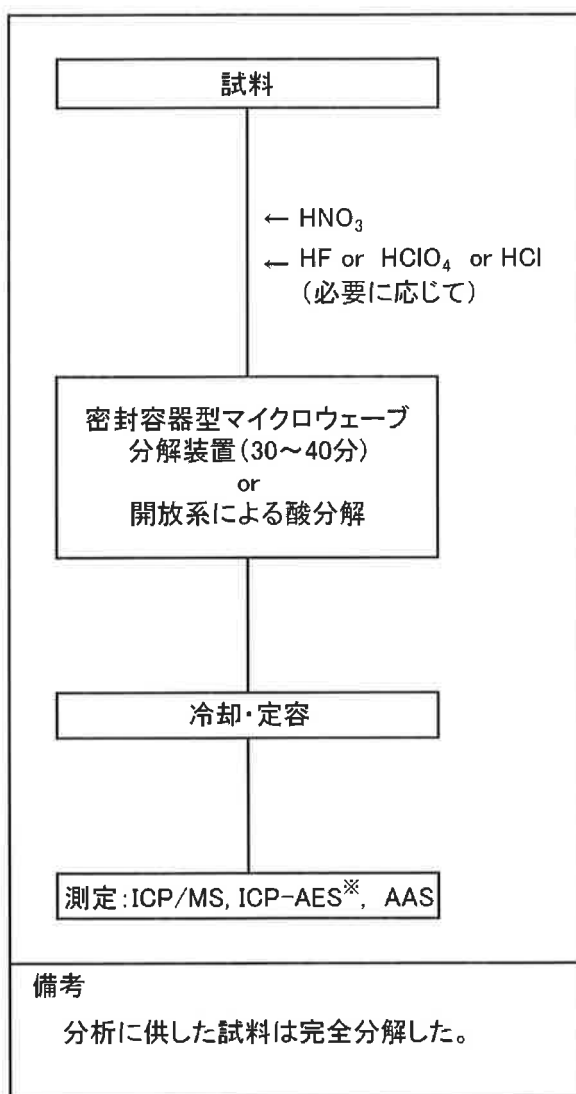 試料
← HNO₃
← HF or HClO₄ or HCl
(必要に応じて)
密封容器型マイクロウェーブ
分解装置(30～40分)
or
開放系による酸分解
冷却・定容
測定:ICP/MS, ICP-AES※, AAS
備考
分析に供した試料は完全分解した。